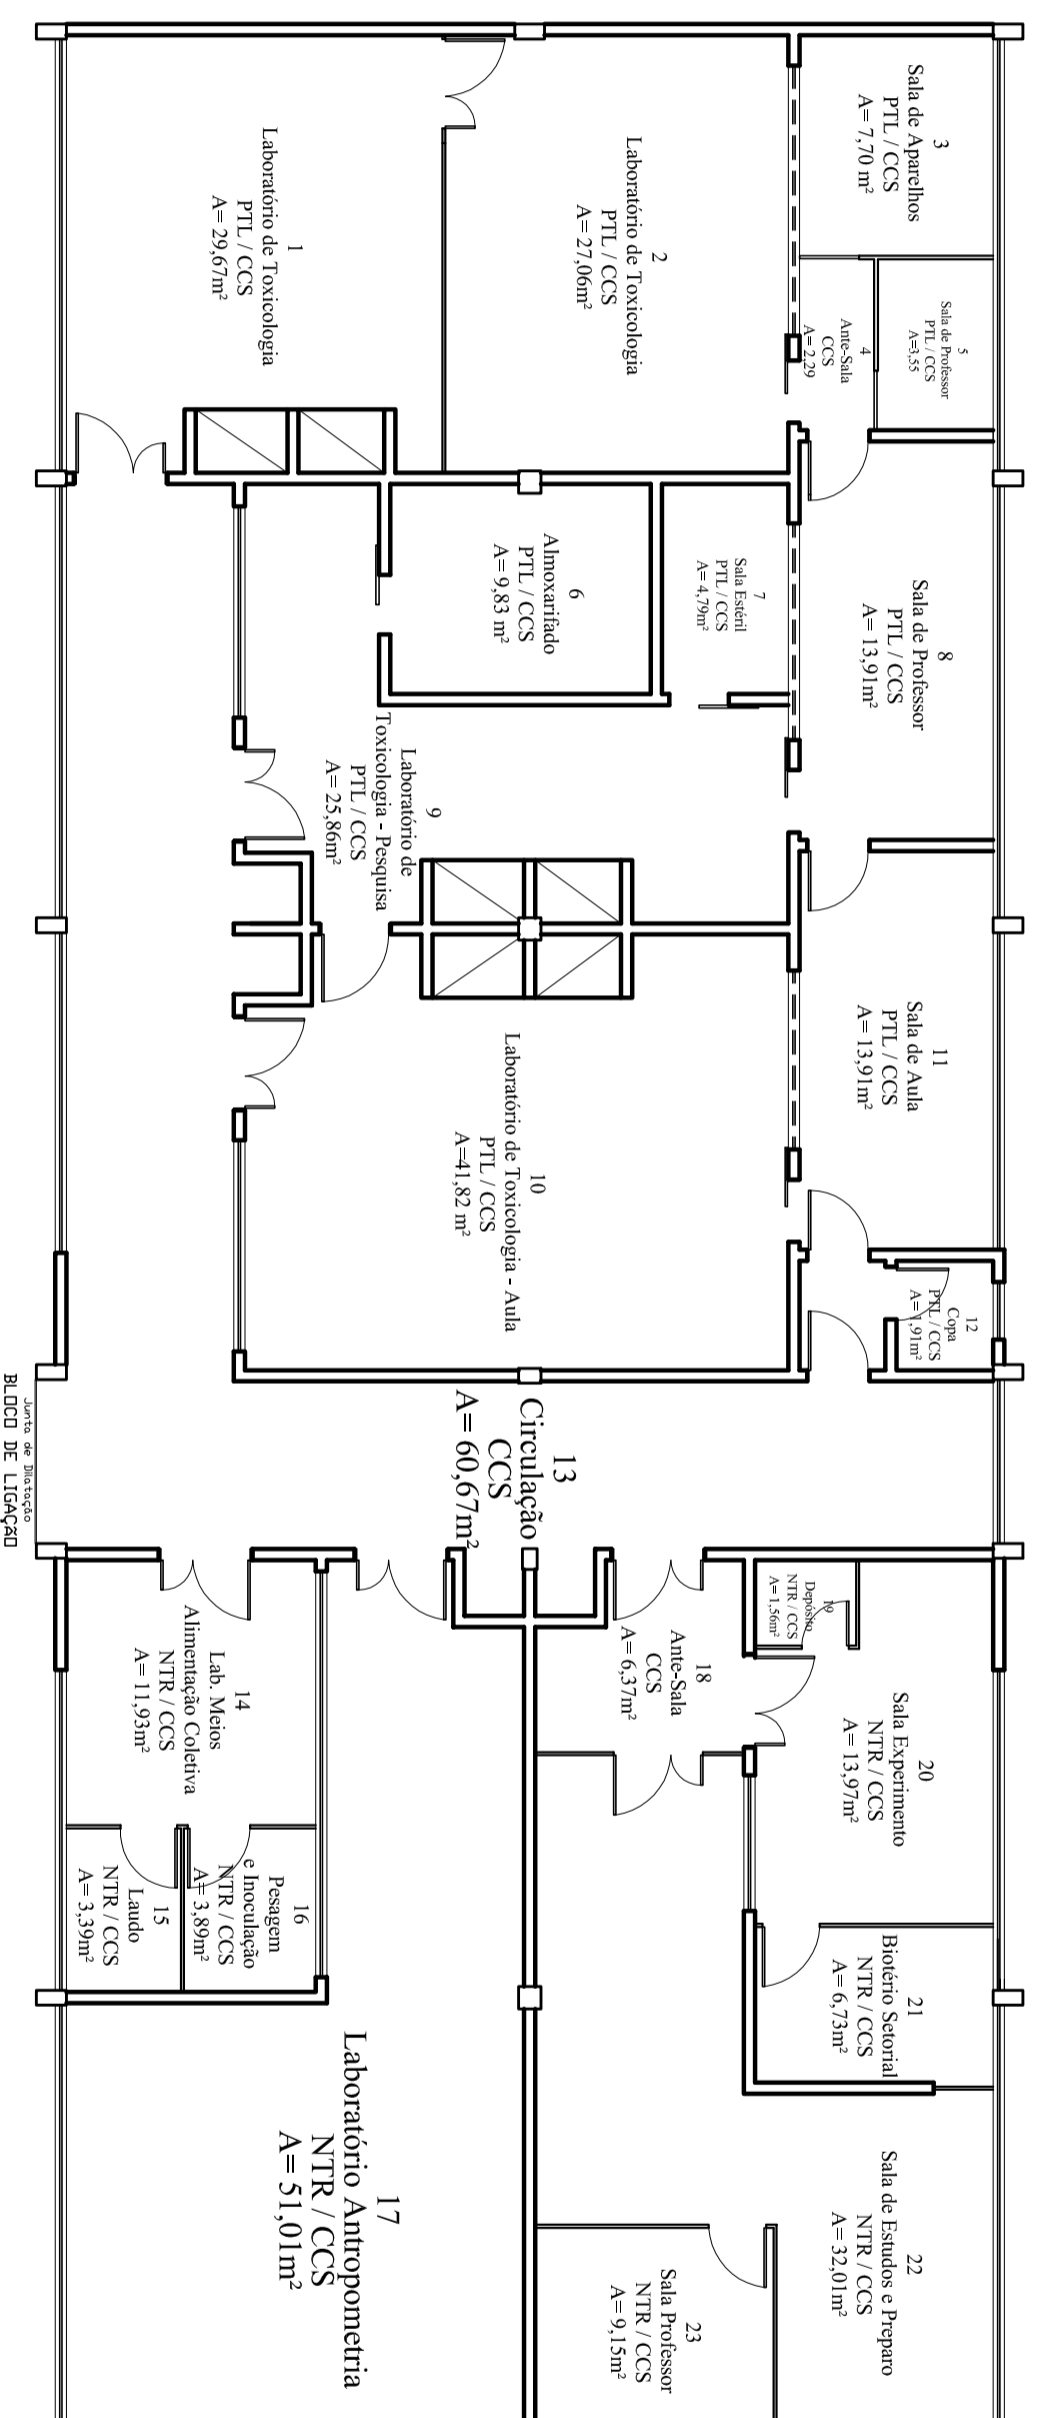 1
Laboratório de Toxicologia
PTL / CCS
A= 29,67m²
2
Laboratório de Toxicologia
PTL / CCS
A= 27,06m²
3
Sala de Aparelhos
PTL / CCS
A= 7,70 m²
4
Ante-Sala
CCS
A= 2,29
5
Sala de Professor
PTL / CCS
A=3,55
6
Almoxarifado
PTL / CCS
A= 9,83 m²
7
Sala Estéril
PTL / CCS
A= 4,79m²
8
Sala de Professor
PTL / CCS
A= 13,91m²
9
Laboratório de
Toxicologia - Pesquisa
PTL / CCS
A= 25,86m²
10
Laboratório de Toxicologia - Aula
PTL / CCS
A=41,82 m²
11
Sala de Aula
PTL / CCS
A= 13,91m²
12
Copa
PTL / CCS
A= 1,91m²
13
Circulação
CCS
A= 60,67m²
Junta de Dilatação
BLOCO DE LIGAÇÃO
14
Lab. Meios
Alimentação Coletiva
NTR / CCS
A= 11,93m²
15
Laudo
NTR / CCS
A= 3,39m²
16
Pesagem
e Inoculação
NTR / CCS
A= 3,89m²
17
Laboratório Antropometria
NTR / CCS
A= 51,01m²
18
Ante-Sala
CCS
A= 6,37m²
19
Depósito
NTR / CCS
A= 1,56m²
20
Sala Experimento
NTR / CCS
A= 13,97m²
21
Biotério Setorial
NTR / CCS
A= 6,73m²
22
Sala de Estudos e Preparo
NTR / CCS
A= 32,01m²
23
Sala Professor
NTR / CCS
A= 9,15m²